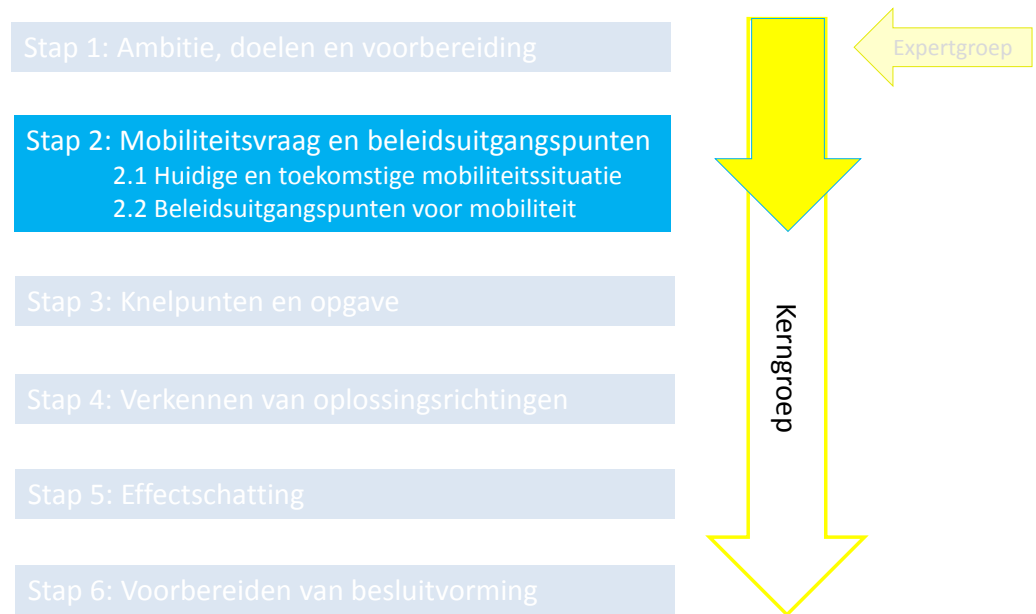 Stap 1: Ambitie, doelen en voorbereiding
Expertgroep
Stap 2: Mobiliteitsvraag en beleidsuitgangspunten
2.1 Huidige en toekomstige mobiliteitssituatie
2.2 Beleidsuitgangspunten voor mobiliteit
Stap 3: Knelpunten en opgave
Kerngroep
Stap 4: Verkennen van oplossingsrichtingen
Stap 5: Effectschatting
Stap 6: Voorbereiden van besluitvorming